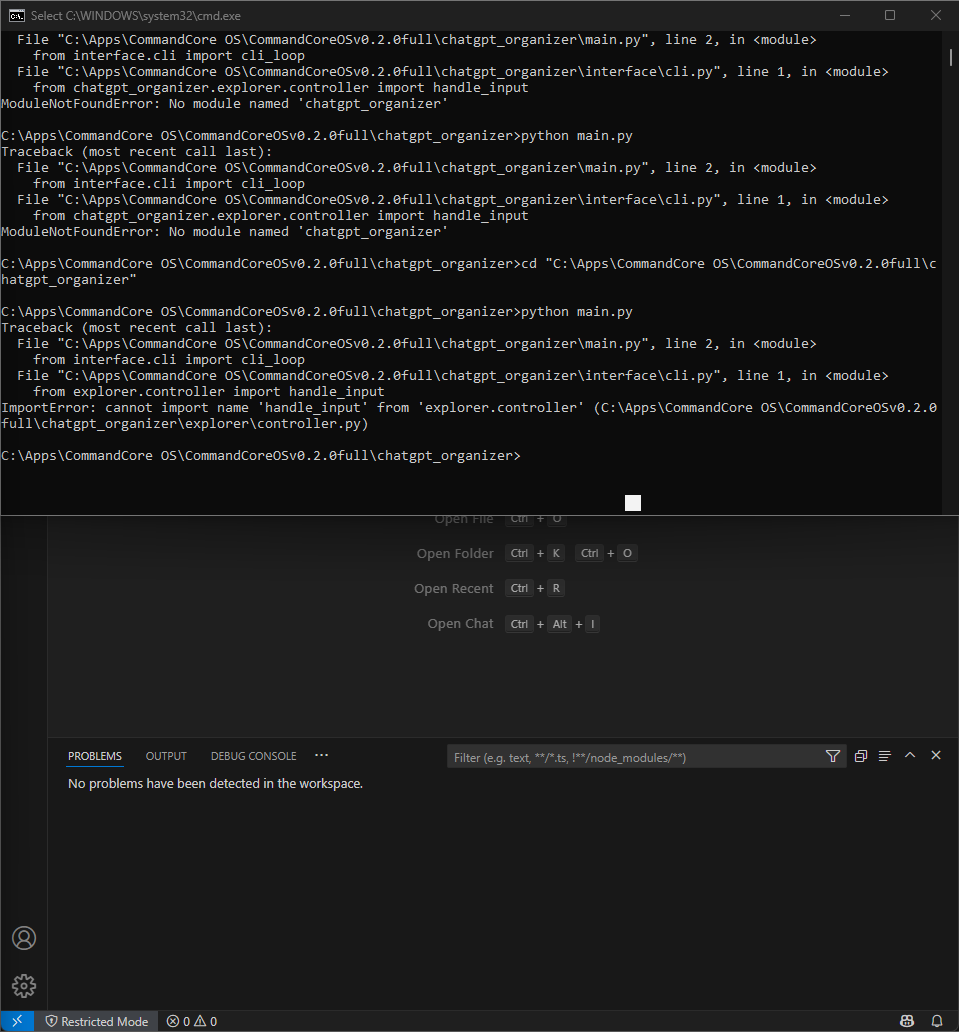 Select C:\WINDOWS\system32\cmd.exe
File "C:\Apps\CommandCore OS\CommandCoreOSv0.2.0full\chatgpt_organizer\main.py", line 2, in <module>
from interface.cli import cli_loop
File "C:\Apps\CommandCore OS\CommandCoreOSv0.2.0full\chatgpt_organizer\interface\cli.py", line 1, in <module>
from chatgpt_organizer.explorer.controller import handle_input
ModuleNotFoundError: No module named 'chatgpt_organizer'
C:\Apps\CommandCore OS\CommandCoreOSv0.2.0full\chatgpt_organizer>python main.py
Traceback (most recent call last):
File "C:\Apps\CommandCore OS\CommandCoreOSv0.2.0full\chatgpt_organizer\main.py", line 2, in <module>
from interface.cli import cli_loop
File "C:\Apps\CommandCore OS\CommandCoreOSv0.2.0full\chatgpt_organizer\interface\cli.py", line 1, in <module>
from chatgpt_organizer.explorer.controller import handle_input
ModuleNotFoundError: No module named 'chatgpt_organizer'
C:\Apps\CommandCore OS\CommandCoreOSv0.2.0full\chatgpt_organizer>cd "C:\Apps\CommandCore OS\CommandCoreOSv0.2.0full\c
hatgpt_organizer"
C:\Apps\CommandCore OS\CommandCoreOSv0.2.0full\chatgpt_organizer>python main.py
Traceback (most recent call last):
File "C:\Apps\CommandCore OS\CommandCoreOSv0.2.0full\chatgpt_organizer\main.py", line 2, in <module>
from interface.cli import cli_loop
File "C:\Apps\CommandCore OS\CommandCoreOSv0.2.0full\chatgpt_organizer\interface\cli.py", line 1, in <module>
from explorer.controller import handle_input
ImportError: cannot import name 'handle_input' from 'explorer.controller' (C:\Apps\CommandCore OS\CommandCoreOSv0.2.0
full\chatgpt_organizer\explorer\controller.py)
C:\Apps\CommandCore OS\CommandCoreOSv0.2.0full\chatgpt_organizer>
Open File Ctrl + O
Open Folder Ctrl + K Ctrl + O
Open Recent Ctrl + R
Open Chat Ctrl + Alt + I
PROBLEMS OUTPUT DEBUG CONSOLE ··· Filter (e.g. text, **/*.ts, !**/node_modules/**)
No problems have been detected in the workspace.
Restricted Mode 0 0